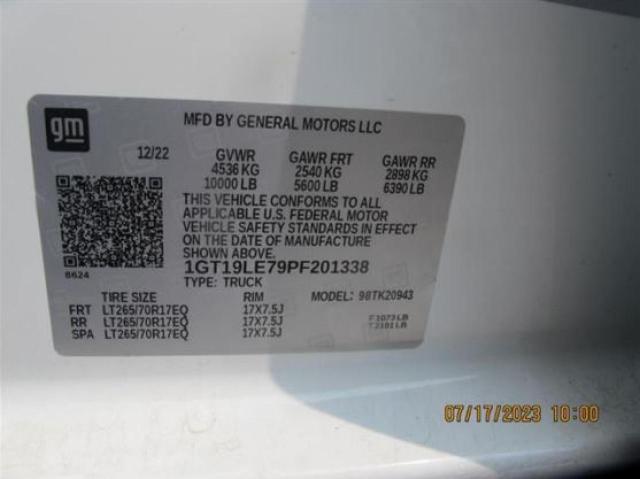 gm
MFD BY GENERAL MOTORS LLC
12/22 GVWR GAWR FRT GAWR RR
4536 KG 2540 KG 2898 KG
10000 LB 5600 LB 6390 LB
THIS VEHICLE CONFORMS TO ALL
APPLICABLE U.S. FEDERAL MOTOR
VEHICLE SAFETY STANDARDS IN EFFECT
ON THE DATE OF MANUFACTURE
SHOWN ABOVE.
8624
1GT19LE79PF201338
TYPE: TRUCK
TIRE SIZE RIM MODEL: 98TK20943
FRT LT265/70R17EQ 17X7.5J F1073LB
RR LT265/70R17EQ 17X7.5J T2101LB
SPA LT265/70R17EQ 17X7.5J
07/17/2023 10:00